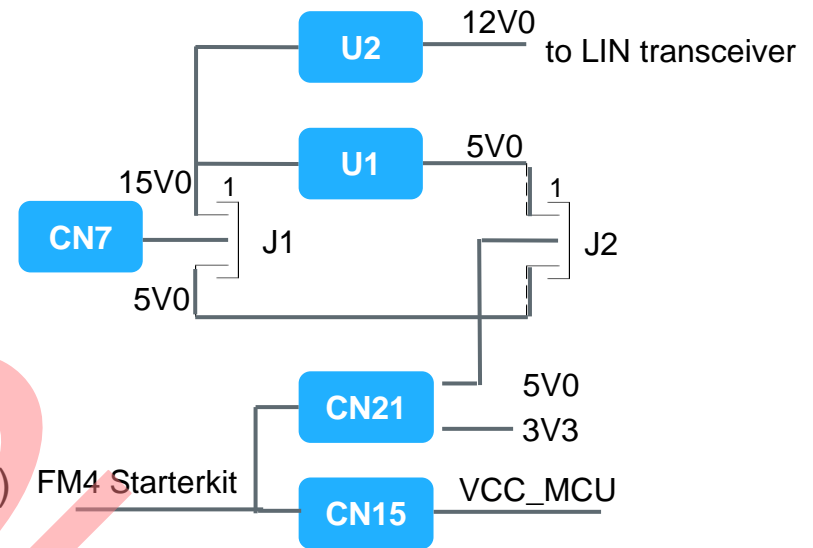 12V0
U2
to LIN transceiver
5V0
U1
15V0
1
1
CN7
J1
J2
5V0
5V0
CN21
3V3
) FM4 Starterkit
VCC_MCU
CN15